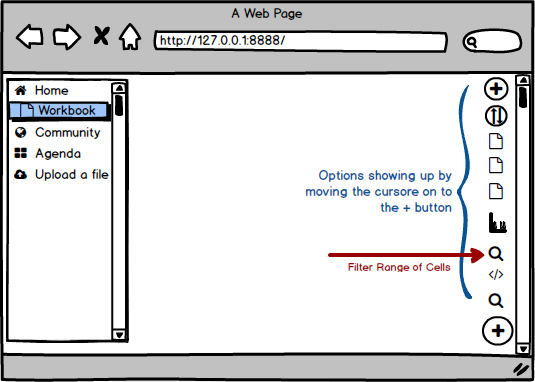 A Web Page
http://127.0.0.1:8888/
Home
Workbook
Community
Agenda
Upload a file
Options showing up by
moving the cursore on to
the + button
Filter Range of Cells
</>